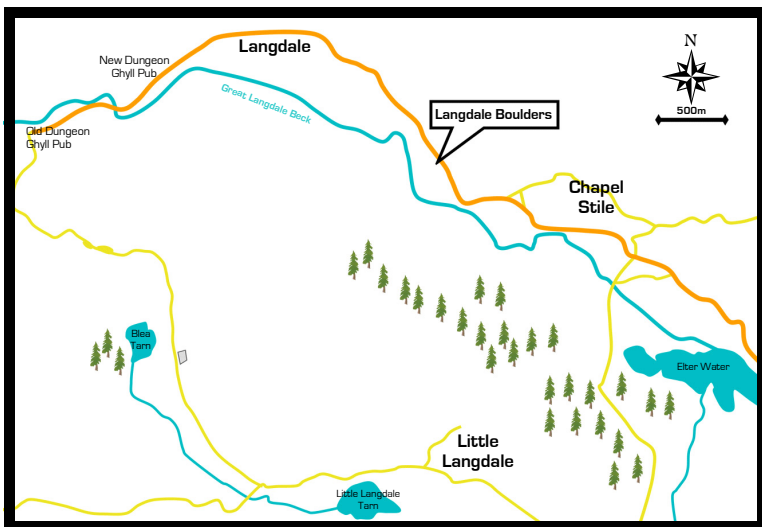 Langdale
N
New Dungeon
Ghyll Pub
Great Langdale Beck
500m
Langdale Boulders
Old Dungeon
Ghyll Pub
Chapel
Stile
Blea
Tarn
Elter Water
Little
Langdale
Little Langdale
Tarn